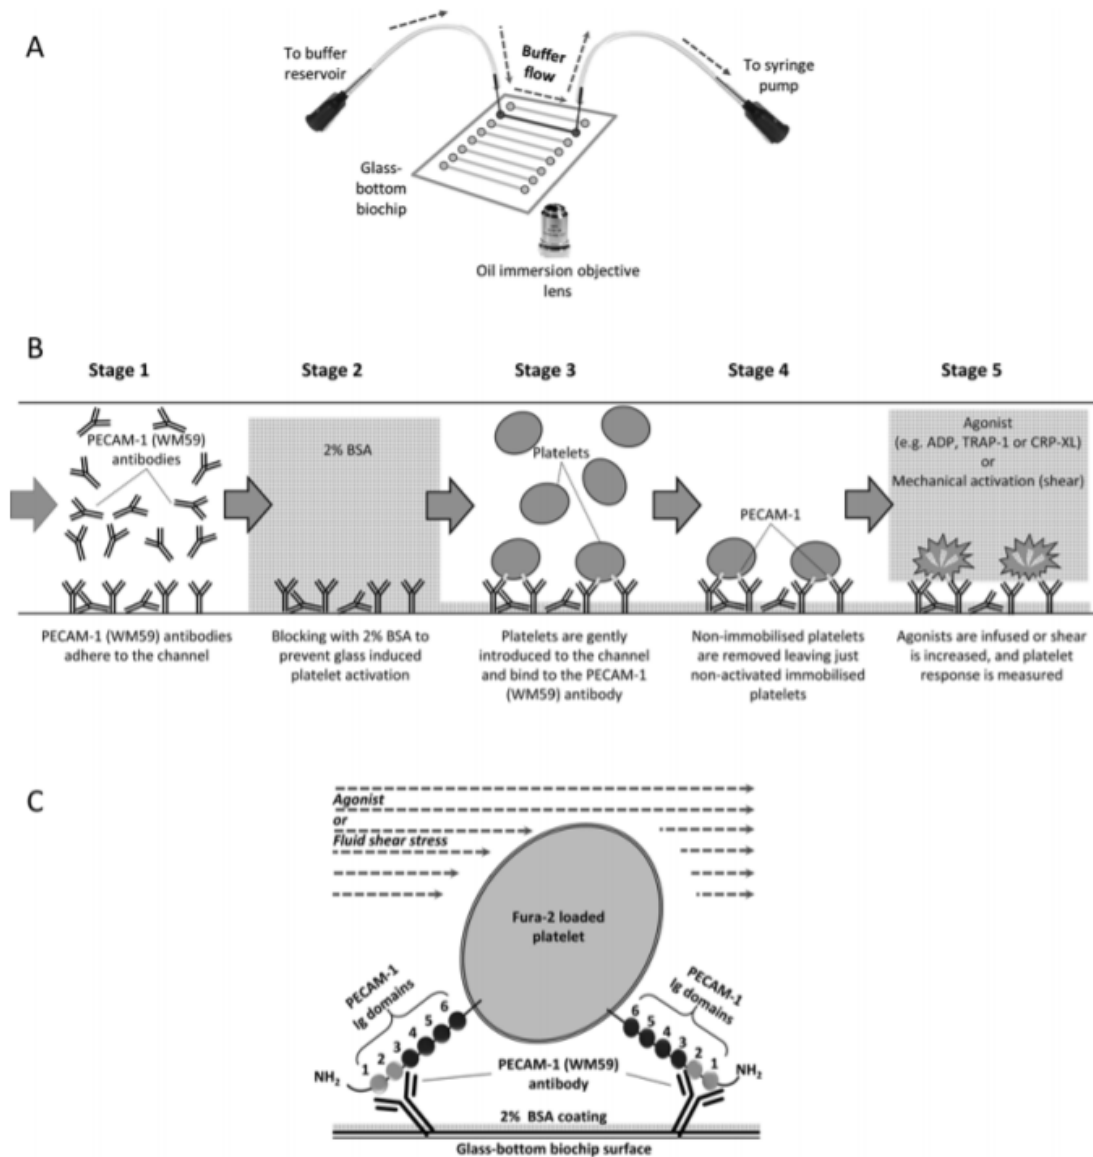 A
To buffer
reservoir
Buffer
flow
To syringe
pump
Glass-
bottom
biochip
Oil immersion objective
lens
B
Stage 1
Stage 2
Stage 3
Stage 4
Stage 5
PECAM-1 (WM59)
antibodies
2% BSA
Platelets
PECAM-1
Agonist
(e.g. ADP, TRAP-1 or CRP-XL)
or
Mechanical activation (shear)
PECAM-1 (WM59) antibodies
adhere to the channel
Blocking with 2% BSA to
prevent glass induced
platelet activation
Platelets are gently
introduced to the channel
and bind to the PECAM-1
(WM59) antibody
Non-immobilised platelets
are removed leaving just
non-activated immobilised
platelets
Agonists are infused or shear
is increased, and platelet
response is measured
C
Agonist
or
Fluid shear stress
Fura-2 loaded
platelet
PECAM-1
Ig domains
1 2 3 4 5 6
NH2
PECAM-1
Ig domains
6 5 4 3 2 1
NH2
PECAM-1 (WM59)
antibody
2% BSA coating
Glass-bottom biochip surface